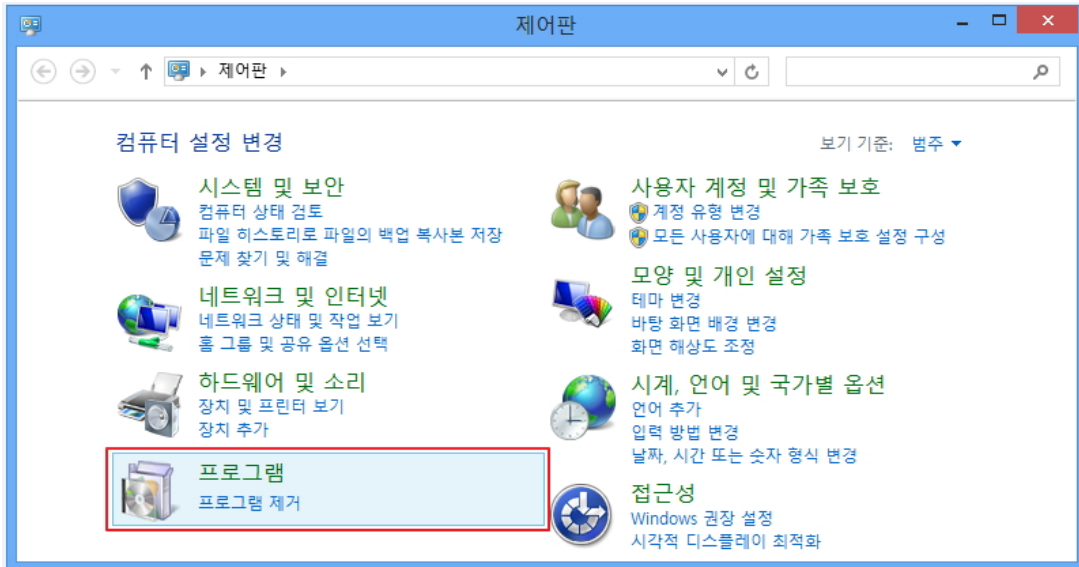 제어판
제어판
컴퓨터 설정 변경
보기 기준: 범주
시스템 및 보안
컴퓨터 상태 검토
파일 히스토리로 파일의 백업 복사본 저장
문제 찾기 및 해결
네트워크 및 인터넷
네트워크 상태 및 작업 보기
홈 그룹 및 공유 옵션 선택
하드웨어 및 소리
장치 및 프린터 보기
장치 추가
프로그램
프로그램 제거
사용자 계정 및 가족 보호
계정 유형 변경
모든 사용자에 대해 가족 보호 설정 구성
모양 및 개인 설정
테마 변경
바탕 화면 배경 변경
화면 해상도 조정
시계, 언어 및 국가별 옵션
언어 추가
입력 방법 변경
날짜, 시간 또는 숫자 형식 변경
접근성
Windows 권장 설정
시각적 디스플레이 최적화